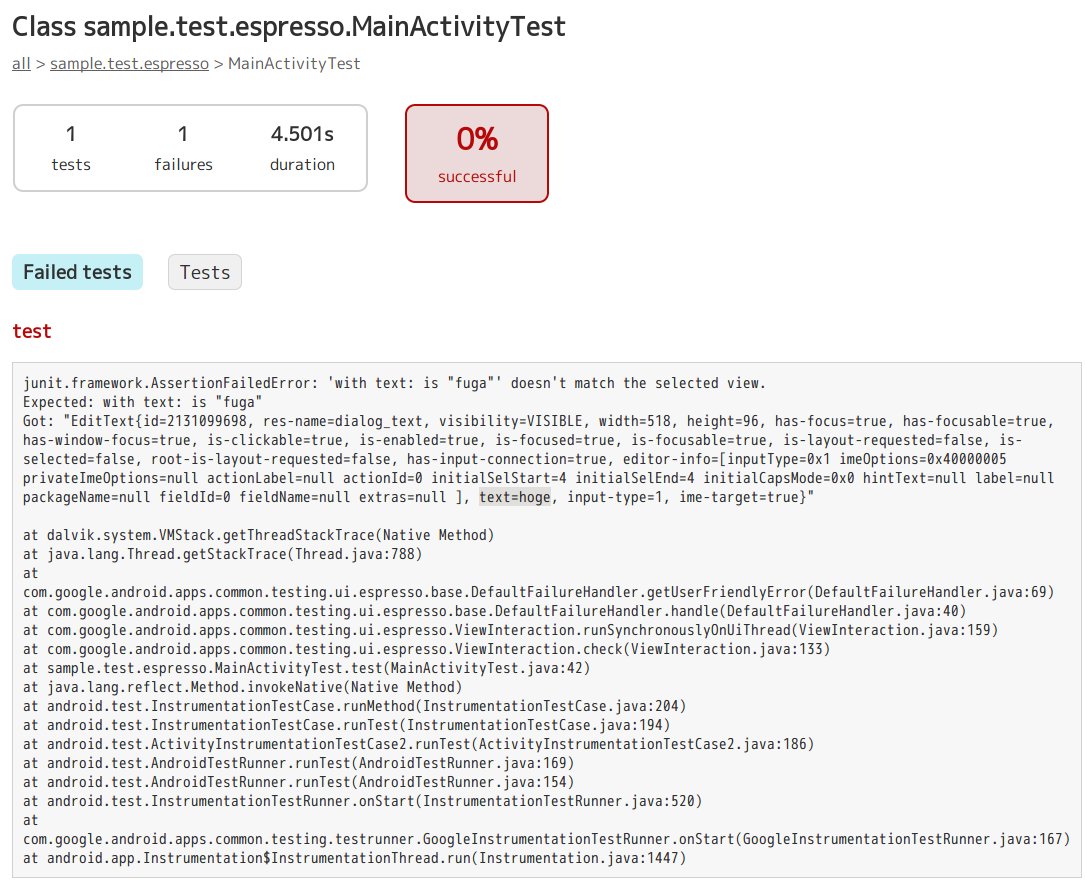 Class sample.test.espresso.MainActivityTest
all > sample.test.espresso > MainActivityTest
1 1 4.501s
tests failures duration
0%
successful
Failed tests Tests
test
junit.framework.AssertionFailedError: 'with text: is "fuga"' doesn't match the selected view.
Expected: with text: is "fuga"
Got: "EditText{id=2131099698, res-name=dialog_text, visibility=VISIBLE, width=518, height=96, has-focus=true, has-focusable=true,
has-window-focus=true, is-clickable=true, is-enabled=true, is-focused=true, is-focusable=true, is-layout-requested=false, is-
selected=false, root-is-layout-requested=false, has-input-connection=true, editor-info=[inputType=0x1 imeOptions=0x40000005
privateImeOptions=null actionLabel=null actionId=0 initialSelStart=4 initialSelEnd=4 initialCapsMode=0x0 hintText=null label=null
packageName=null fieldId=0 fieldName=null extras=null ], text=hoge, input-type=1, ime-target=true}"
at dalvik.system.VMStack.getThreadStackTrace(Native Method)
at java.lang.Thread.getStackTrace(Thread.java:788)
at
com.google.android.apps.common.testing.ui.espresso.base.DefaultFailureHandler.getUserFriendlyError(DefaultFailureHandler.java:69)
at com.google.android.apps.common.testing.ui.espresso.base.DefaultFailureHandler.handle(DefaultFailureHandler.java:40)
at com.google.android.apps.common.testing.ui.espresso.ViewInteraction.runSynchronouslyOnUiThread(ViewInteraction.java:159)
at com.google.android.apps.common.testing.ui.espresso.ViewInteraction.check(ViewInteraction.java:133)
at sample.test.espresso.MainActivityTest.test(MainActivityTest.java:42)
at java.lang.reflect.Method.invokeNative(Native Method)
at android.test.InstrumentationTestCase.runMethod(InstrumentationTestCase.java:204)
at android.test.InstrumentationTestCase.runTest(InstrumentationTestCase.java:194)
at android.test.ActivityInstrumentationTestCase2.runTest(ActivityInstrumentationTestCase2.java:186)
at android.test.AndroidTestRunner.runTest(AndroidTestRunner.java:169)
at android.test.AndroidTestRunner.runTest(AndroidTestRunner.java:154)
at android.test.InstrumentationTestRunner.onStart(InstrumentationTestRunner.java:520)
at
com.google.android.apps.common.testing.testrunner.GoogleInstrumentationTestRunner.onStart(GoogleInstrumentationTestRunner.java:167)
at android.app.Instrumentation$InstrumentationThread.run(Instrumentation.java:1447)